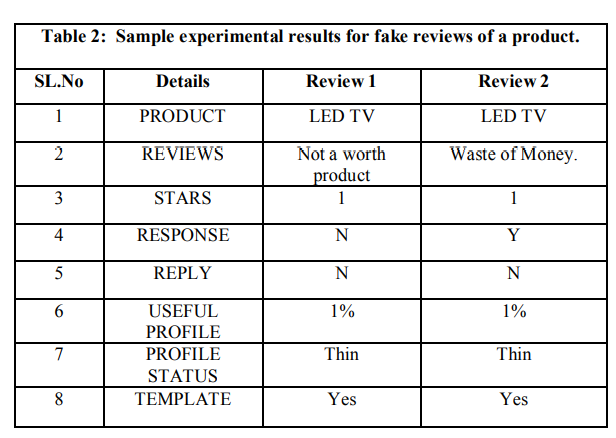 Table 2: Sample experimental results for fake reviews of a product.
SL.No Details Review 1 Review 2
1 PRODUCT LED TV LED TV
2 REVIEWS Not a worth Waste of Money.
product
3 STARS 1 1
4 RESPONSE N Y
5 REPLY N N
6 USEFUL 1% 1%
PROFILE
7 PROFILE Thin Thin
STATUS
8 TEMPLATE Yes Yes